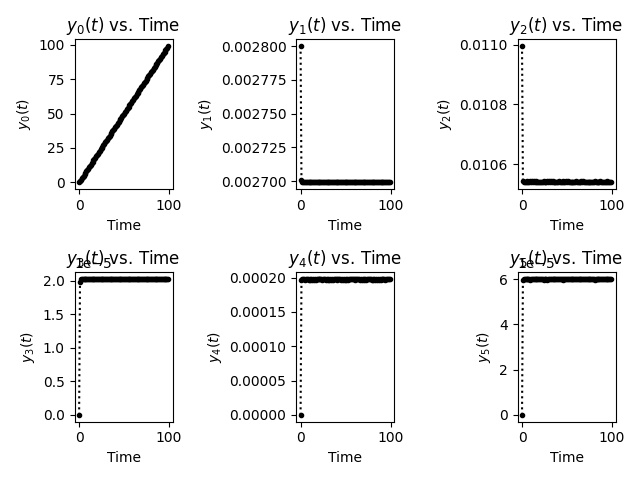 y₀(t) vs. Time
100
75
50
25
0
y₀(t)
0 100
Time
y₁(t) vs. Time
0.002800
0.002775
0.002750
0.002725
0.002700
y₁(t)
0 100
Time
y₂(t) vs. Time
0.0110
0.0108
0.0106
y₂(t)
0 100
Time
y₃(t) vs. Time
1e−5
2.0
1.5
1.0
0.5
0.0
y₃(t)
0 100
Time
y₄(t) vs. Time
0.00020
0.00015
0.00010
0.00005
0.00000
y₄(t)
0 100
Time
y₅(t) vs. Time
1e−5
6
4
2
0
y₅(t)
0 100
Time